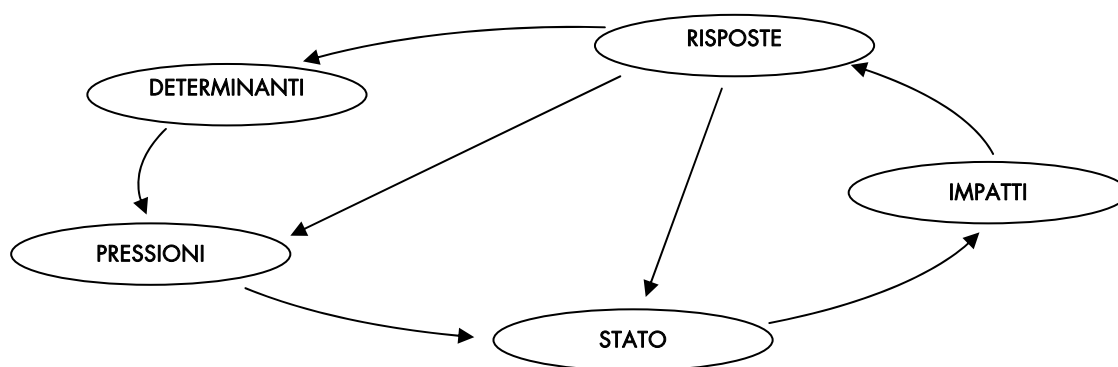 RISPOSTE
DETERMINANTI
IMPATTI
PRESSIONI
STATO